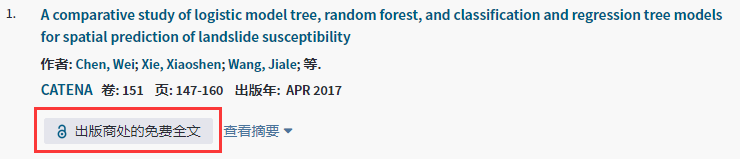 1. A comparative study of logistic model tree, random forest, and classification and regression tree models
for spatial prediction of landslide susceptibility
作者: Chen, Wei; Xie, Xiaoshen; Wang, Jiale; 等.
CATENA 卷: 151 页: 147-160 出版年: APR 2017
出版商处的免费全文 查看摘要